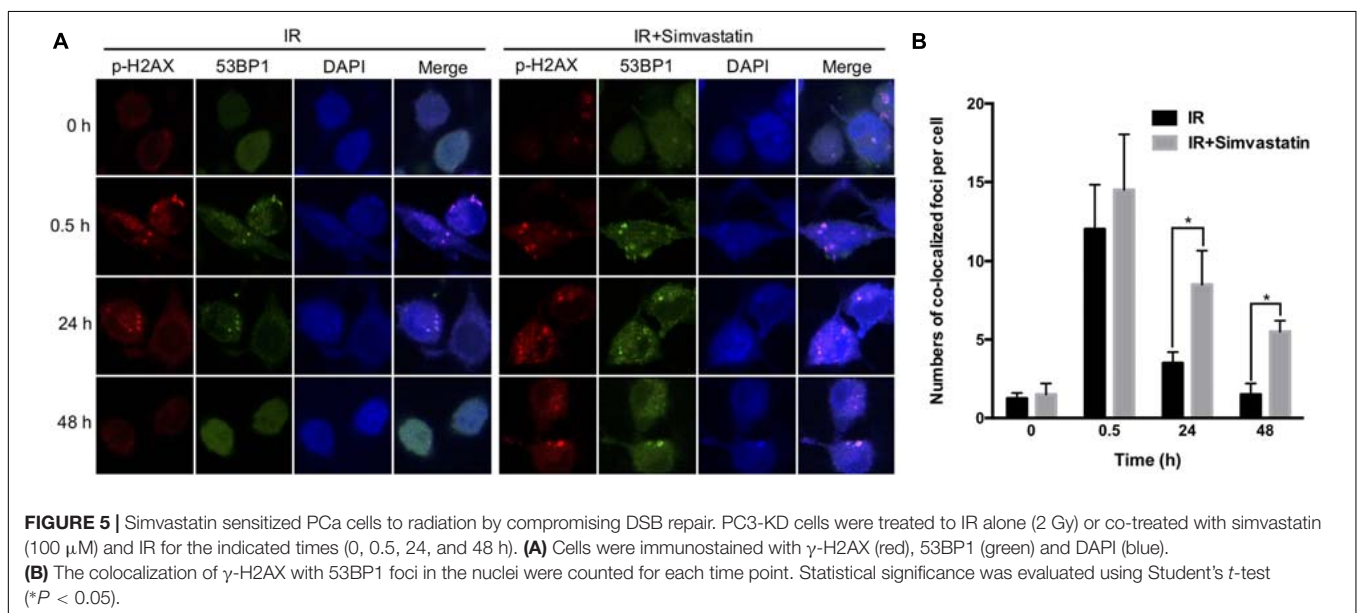 A
IR
IR+Simvastatin
p-H2AX 53BP1 DAPI Merge
p-H2AX 53BP1 DAPI Merge
0 h
0.5 h
24 h
48 h
B
20
15
10
5
0
Numbers of co-localized foci per cell
IR
IR+Simvastatin
*
*
0 0.5 24 48
Time (h)
FIGURE 5 | Simvastatin sensitized PCa cells to radiation by compromising DSB repair. PC3-KD cells were treated to IR alone (2 Gy) or co-treated with simvastatin
(100 μM) and IR for the indicated times (0, 0.5, 24, and 48 h). (A) Cells were immunostained with γ-H2AX (red), 53BP1 (green) and DAPI (blue).
(B) The colocalization of γ-H2AX with 53BP1 foci in the nuclei were counted for each time point. Statistical significance was evaluated using Student's t-test
(*P < 0.05).